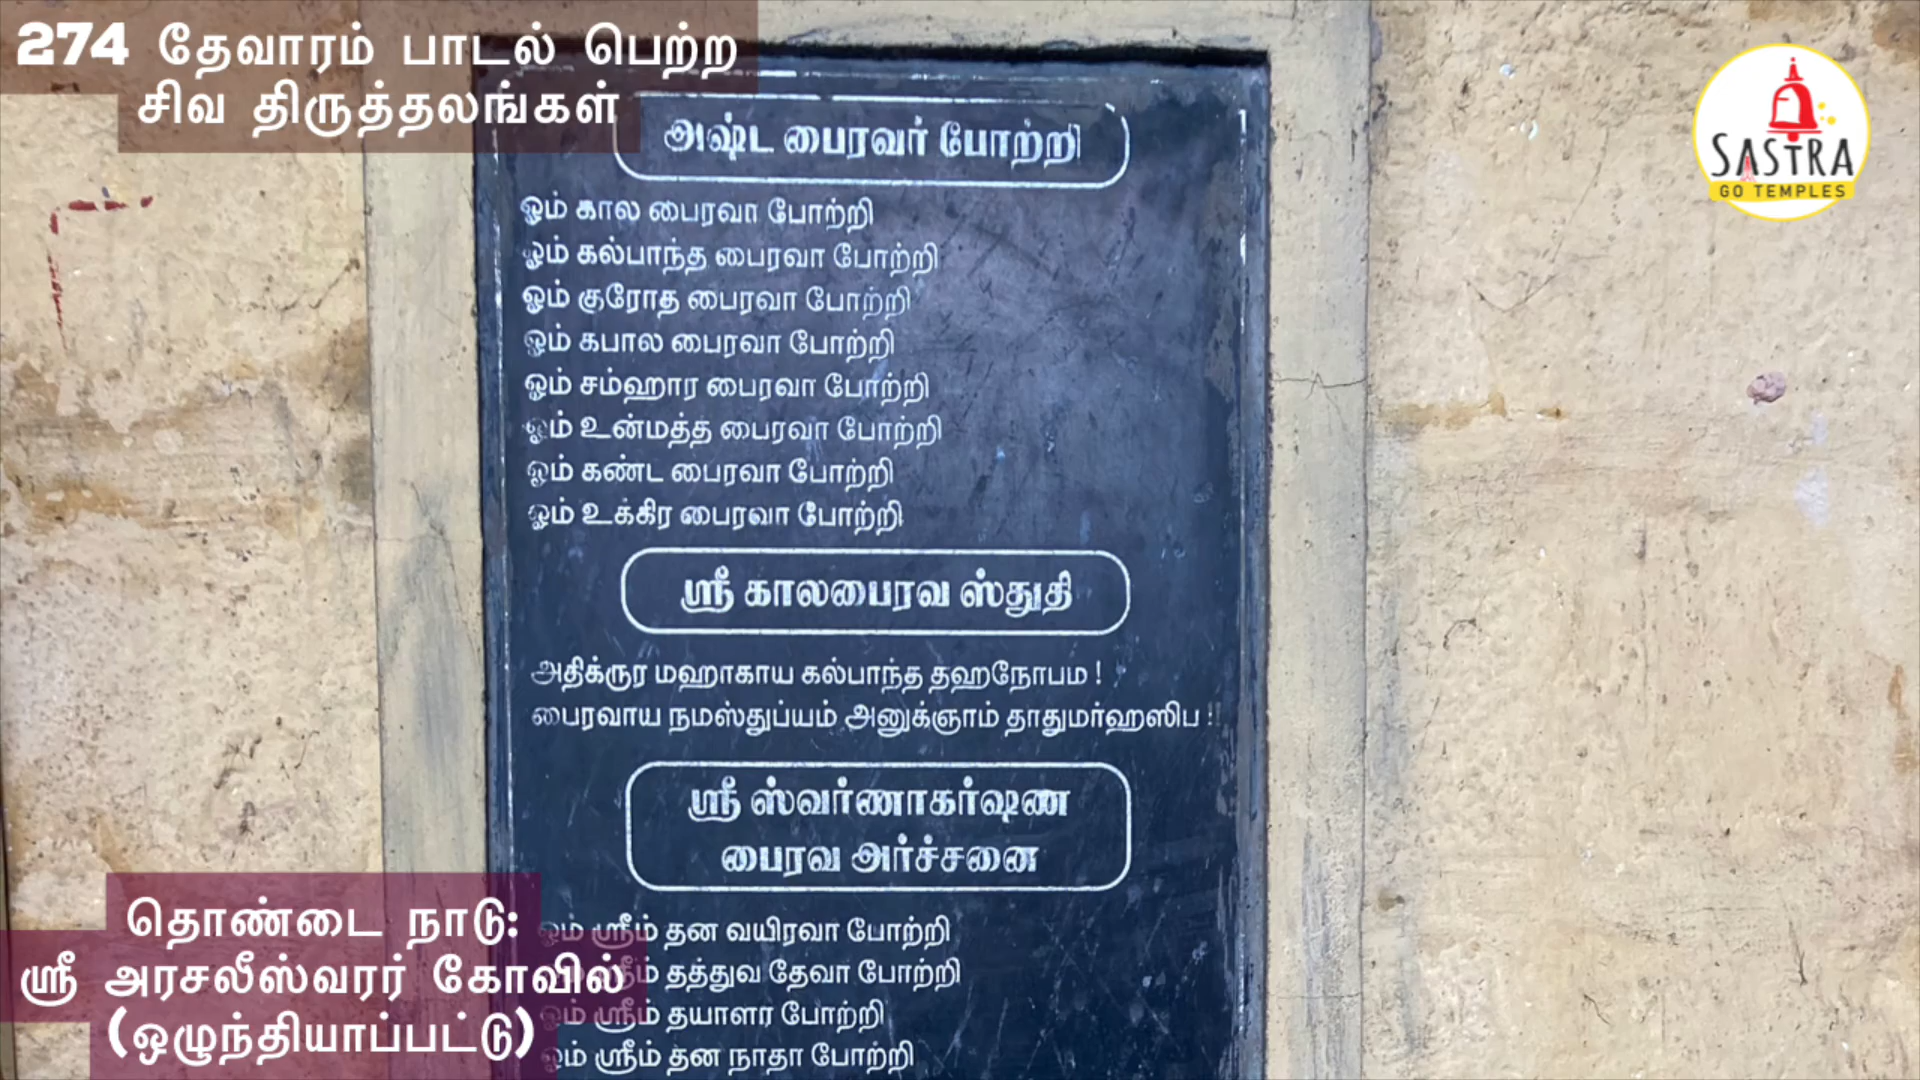 274 தேவாரம் பாடல் பெற்ற
சிவ திருத்தலங்கள்
SASTRA
GO TEMPLES
அஷ்ட பைரவர் போற்றி
ஓம் கால பைரவா போற்றி
ஓம் கல்பாந்த பைரவா போற்றி
ஓம் குரோத பைரவா போற்றி
ஓம் கபால பைரவா போற்றி
ஓம் சம்ஹார பைரவா போற்றி
ஓம் உன்மத்த பைரவா போற்றி
ஓம் கண்ட பைரவா போற்றி
ஓம் உக்கிர பைரவா போற்றி
ஸ்ரீ காலபைரவ ஸ்துதி
அதிக்ரூர மஹாகாய கல்பாந்த தஹநோபம !
பைரவாய நமஸ்துப்யம் அனுக்ஞாம் தாதுமர்ஹஸிப !!
ஸ்ரீ ஸ்வர்ணாகர்ஷண
பைரவ அர்ச்சனை
ஓம் ஸ்ரீம் தன வயிரவா போற்றி
ஓம் ஸ்ரீம் தத்துவ தேவா போற்றி
ஓம் ஸ்ரீம் தயாளர போற்றி
ஓம் ஸ்ரீம் தன நாதா போற்றி
தொண்டை நாடு:
ஸ்ரீ அரசலீஸ்வரர் கோவில்
(ஒழுந்தியாப்பட்டு)